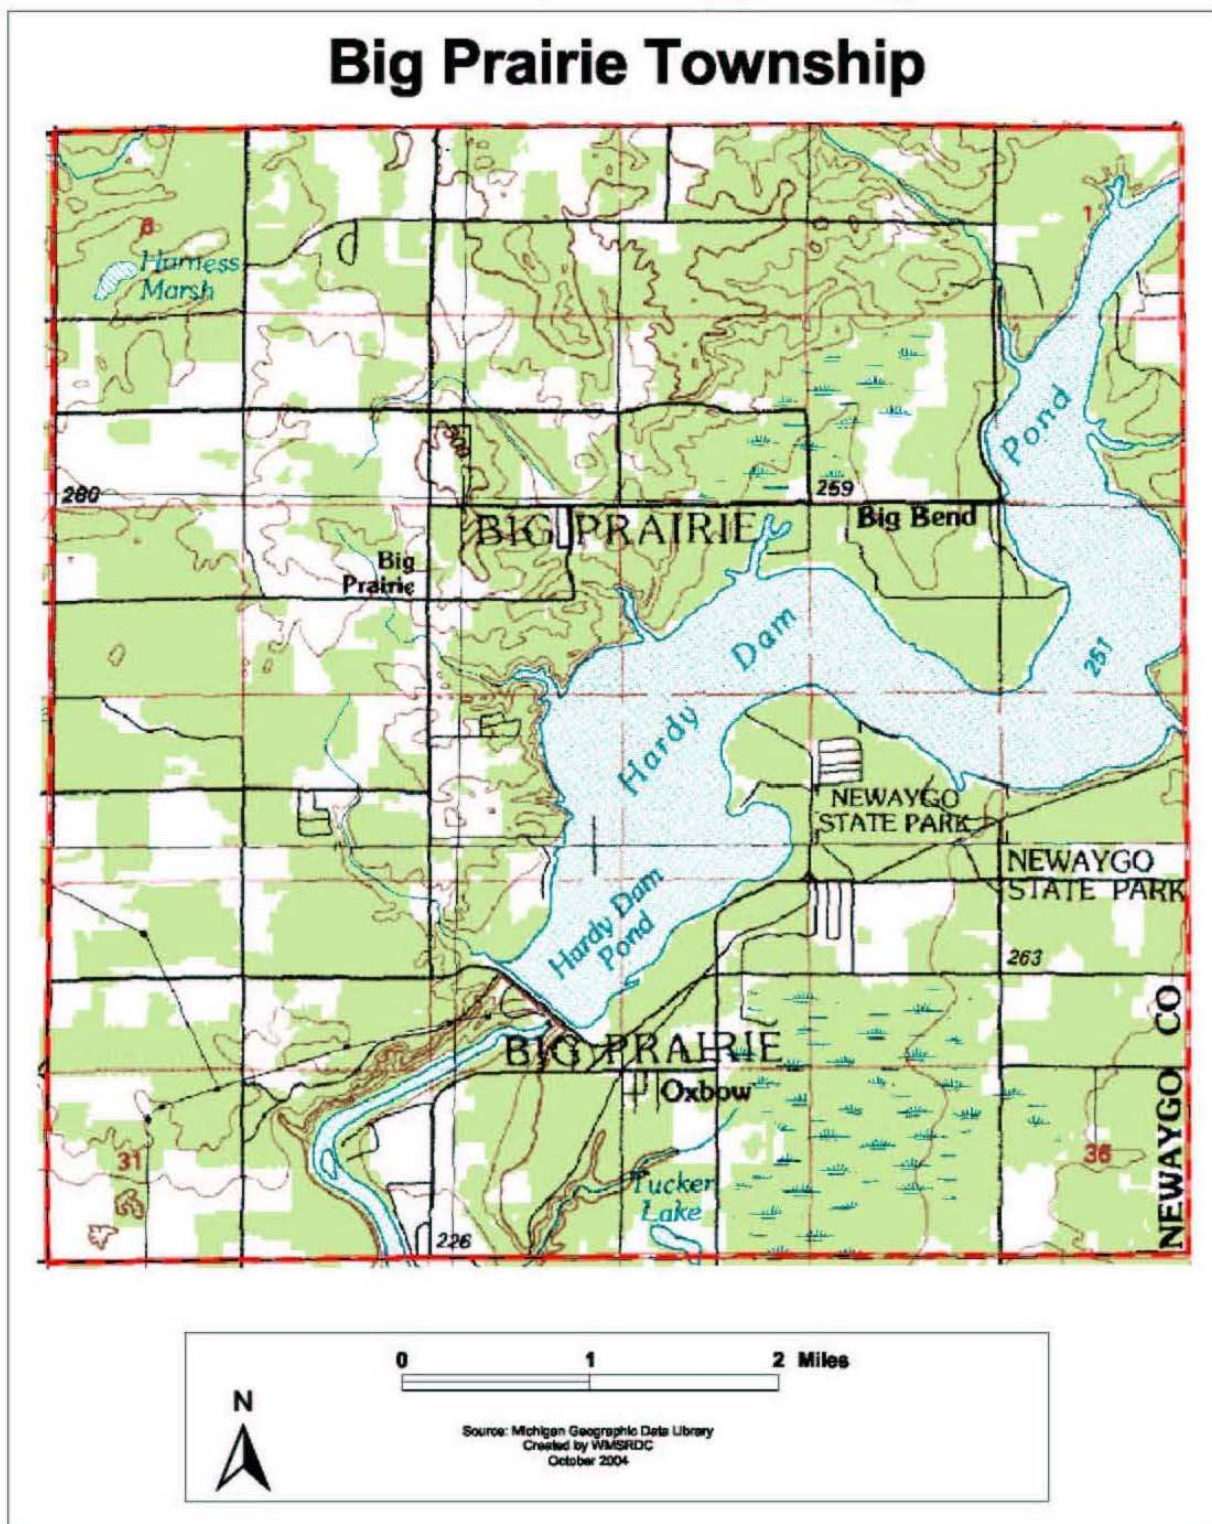 Big Prairie Township
6
1
Hamess
Marsh
Pond
280
259
BIG PRAIRIE
Big Bend
Big
Prairie
Dam
251
Hardy
NEWAYGO
STATE PARK
NEWAYGO
STATE PARK
Hardy Dam
Pond
263
BIG PRAIRIE
Oxbow
NEWAYGO CO
31
36
Tucker
Lake
226
0 1 2 Miles
N
Source: Michigan Geographic Data Library
Created by WMSRDC
October 2004